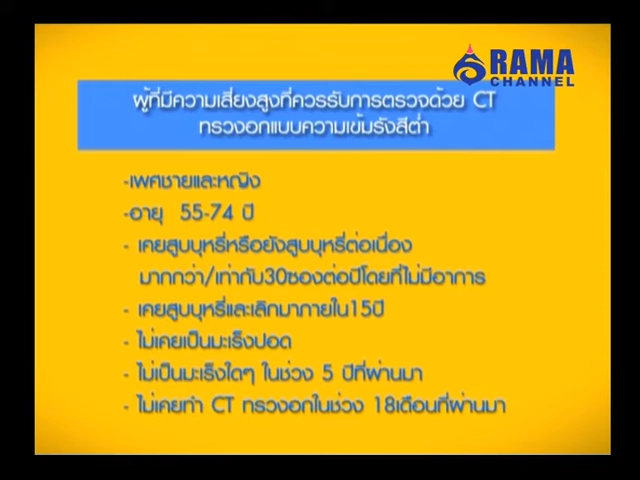 RAMA
CHANNEL
ผู้ที่มีความเสี่ยงสูงที่ควรรับการตรวจด้วย CT
ทรวงอกแบบความเข้มรังสีต่ำ
-เพศชายและหญิง
-อายุ 55-74 ปี
- เคยสูบบุหรี่หรือยังสูบบุหรี่ต่อเนื่อง
มากกว่า/เท่ากับ30ซองต่อปีโดยที่ไม่มีอาการ
- เคยสูบบุหรี่และเลิกมาภายใน15ปี
- ไม่เคยเป็นมะเร็งปอด
- ไม่เป็นมะเร็งใดๆ ในช่วง 5 ปีที่ผ่านมา
- ไม่เคยทำ CT ทรวงอกในช่วง 18เดือนที่ผ่านมา